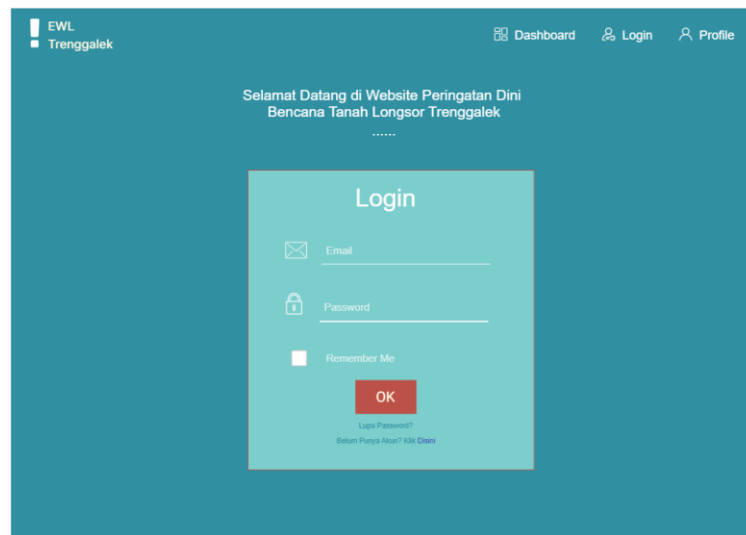 EWL
Trenggalek
Dashboard
Login
Profile
Selamat Datang di Website Peringatan Dini
Bencana Tanah Longsor Trenggalek
------
Login
Email
Password
Remember Me
OK
Lupa Password?
Belum Punya Akun? Klik Disini